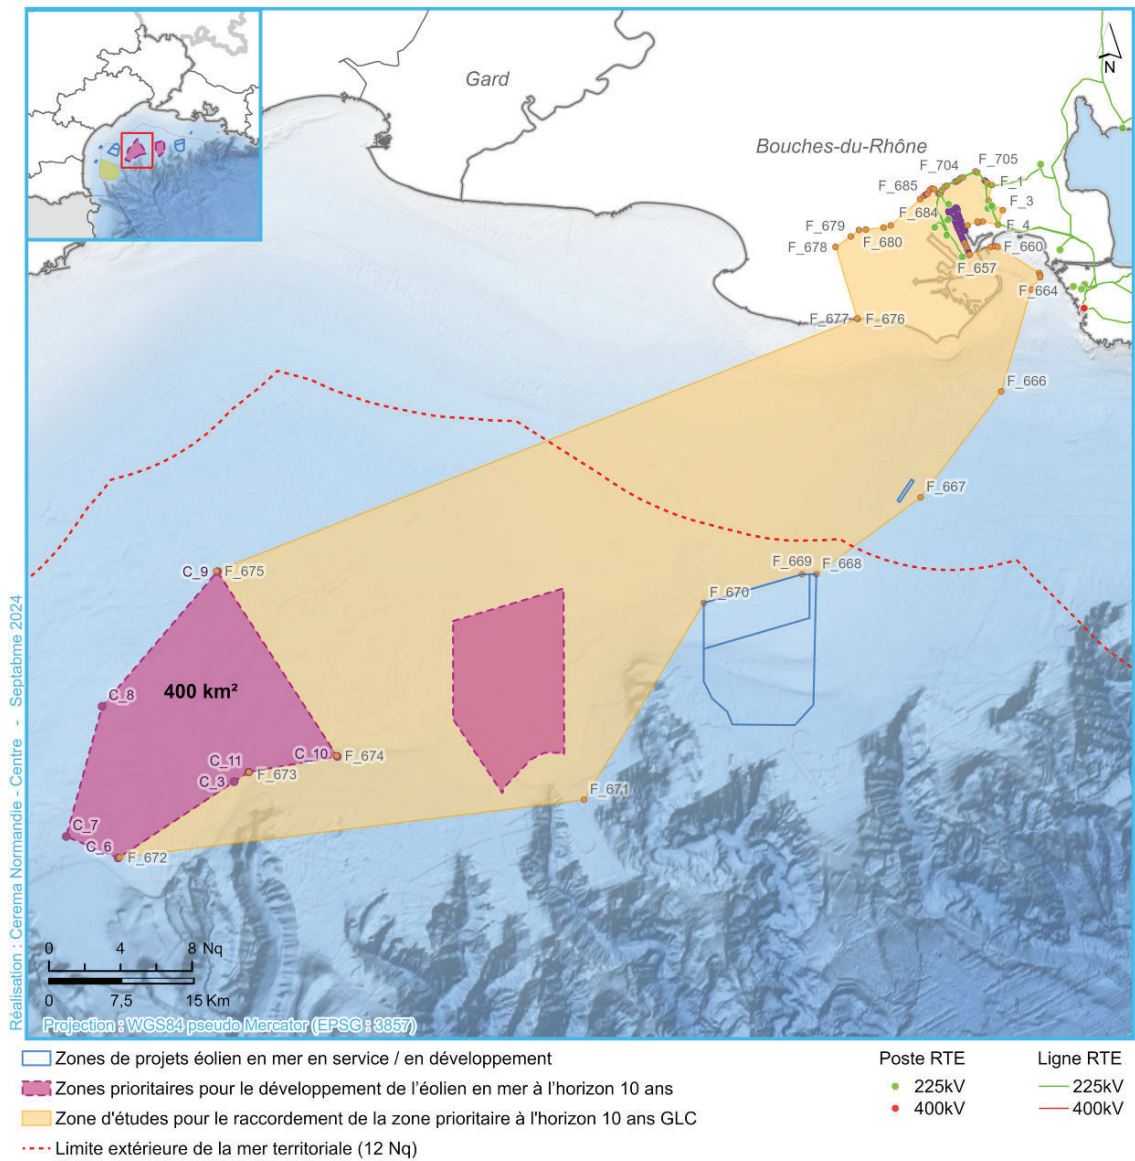 Gard
N
Bouches-du-Rhône
F_704
F_705
F_685
F_1
F_3
F_684
F_4
F_679
F_680
F_678
F_660
F_657
F_664
F_677
F_676
F_666
F_667
C_9
F_675
F_669
F_668
F_670
C_8
400 km²
C_10
F_674
C_11
F_673
C_3
F_671
C_7
C_6
F_672
0 4 8 Nq
0 7,5 15 Km
Projection : WGS84 pseudo Mercator (EPSG : 3857)
Réalisation : Cerema Normandie - Centre - Septabme 2024
Zones de projets éolien en mer en service / en développement
Zones prioritaires pour le développement de l'éolien en mer à l'horizon 10 ans
Zone d'études pour le raccordement de la zone prioritaire à l'horizon 10 ans GLC
Limite extérieure de la mer territoriale (12 Nq)
Poste RTE
225kV
400kV
Ligne RTE
225kV
400kV